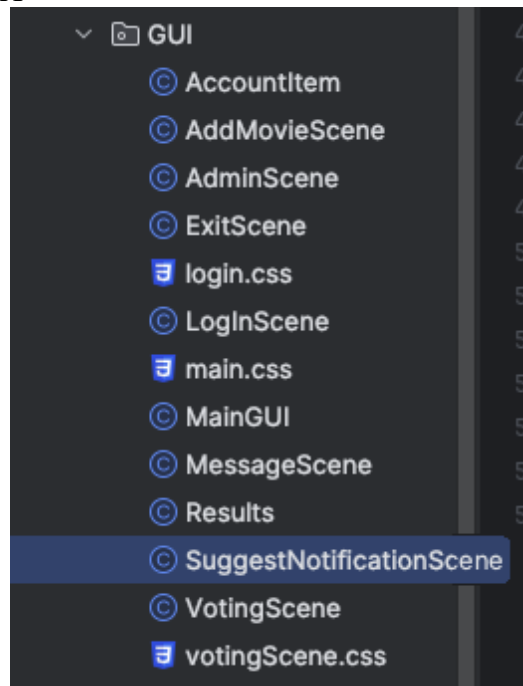 GUI
AccountItem
AddMovieScene
AdminScene
ExitScene
login.css
LogInScene
main.css
MainGUI
MessageScene
Results
SuggestNotificationScene
VotingScene
votingScene.css